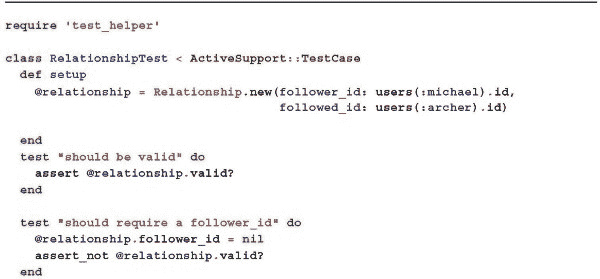 require 'test_helper'
class RelationshipTest < ActiveSupport::TestCase
  def setup
    @relationship = Relationship.new(follower_id: users(:michael).id,
                                     followed_id: users(:archer).id)
  end
  test "should be valid" do
    assert @relationship.valid?
  end
  test "should require a follower_id" do
    @relationship.follower_id = nil
    assert_not @relationship.valid?
  end